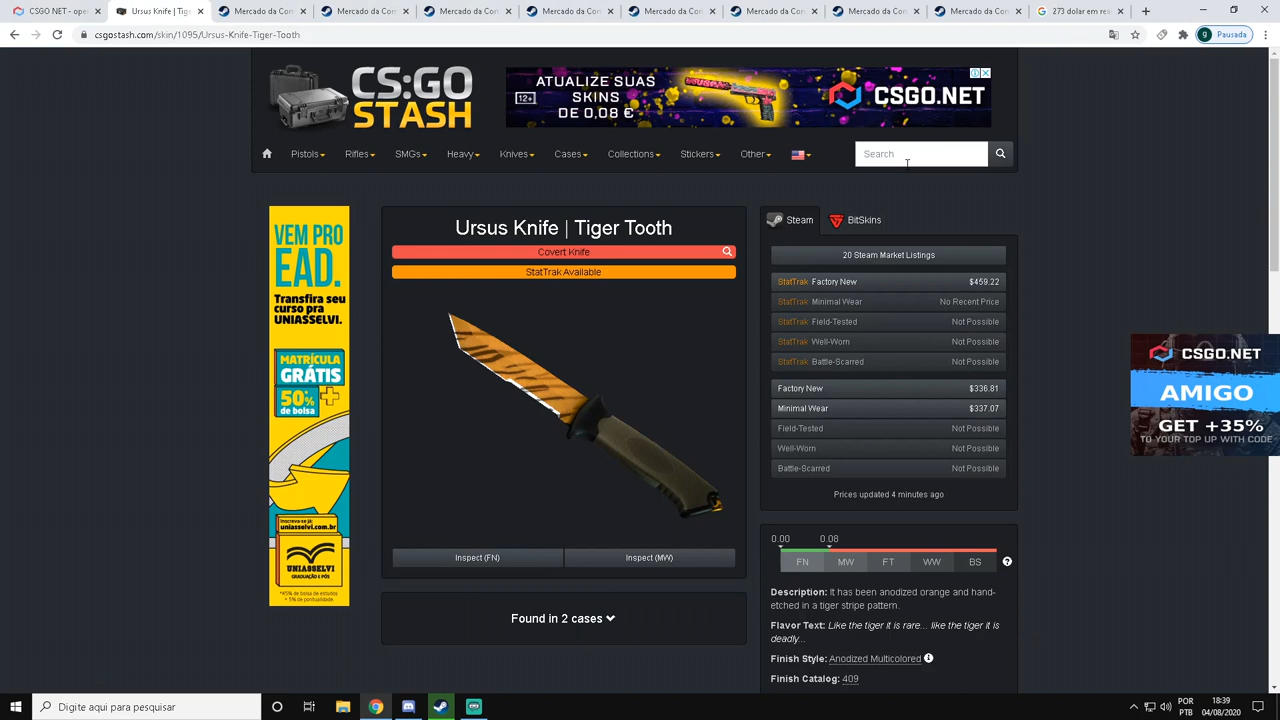 CS:GO NET - ope
Ursus Knife | Tige
Mercado da Co
Mercado da Com
Mercado da Com
Mercado da Com
Mercado da Com
Mercado da Com
Mercado da Com
Mercado da Com
273 dolar em rea
csgostash.com/skin/1095/Ursus-Knife-Tiger-Tooth
g Pausada
CS:GO
STASH
ATUALIZE SUAS
SKINS
DE 0,08 €
12+
CSGO.NET
Pistols
Rifles
SMGs
Heavy
Knives
Cases
Collections
Stickers
Other
Search
VEM PRO
EAD.
Transfira seu
curso pra
UNIASSELVI.
MATRÍCULA
GRÁTIS
50% +
de bolsa
Inscreva-se já:
uniasselvi.com.br
UNIASSELVI
GRADUAÇÃO E PÓS
Ursus Knife | Tiger Tooth
Covert Knife
StatTrak Available
Inspect (FN)
Inspect (MW)
Found in 2 cases
Steam
BitSkins
20 Steam Market Listings
StatTrak Factory New $459.22
StatTrak Minimal Wear No Recent Price
StatTrak Field-Tested Not Possible
StatTrak Well-Worn Not Possible
StatTrak Battle-Scarred Not Possible
Factory New $336.81
Minimal Wear $337.07
Field-Tested Not Possible
Well-Worn Not Possible
Battle-Scarred Not Possible
Prices updated 4 minutes ago
0.00 0.08
FN MW FT WW BS
Description: It has been anodized orange and hand-
etched in a tiger stripe pattern.
Flavor Text: Like the tiger it is rare... like the tiger it is
deadly...
Finish Style: Anodized Multicolored
Finish Catalog: 409
CSGO.NET
AMIGO
GET +35%
TO YOUR TOP UP WITH CODE
Digite aqui para pesquisar
POR
PTB
18:39
04/08/2020